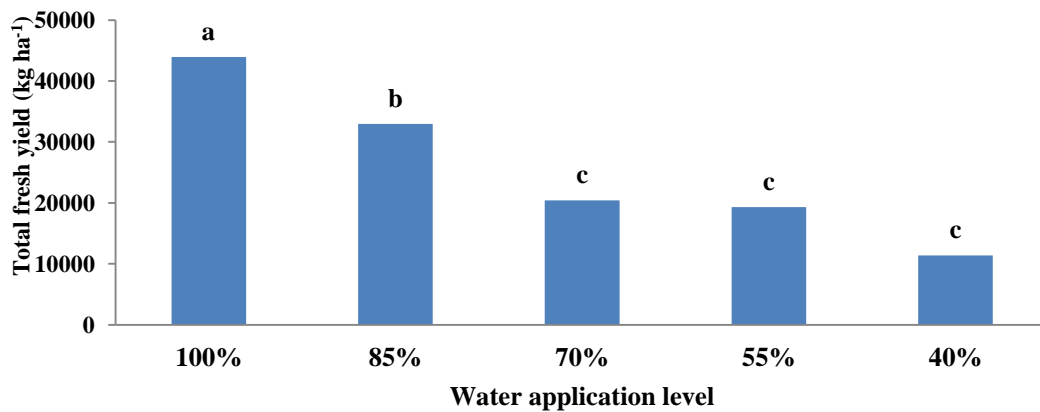 Total fresh yield (kg ha⁻¹)
50000
40000
30000
20000
10000
0
a
b
c
c
c
100%
85%
70%
55%
40%
Water application level